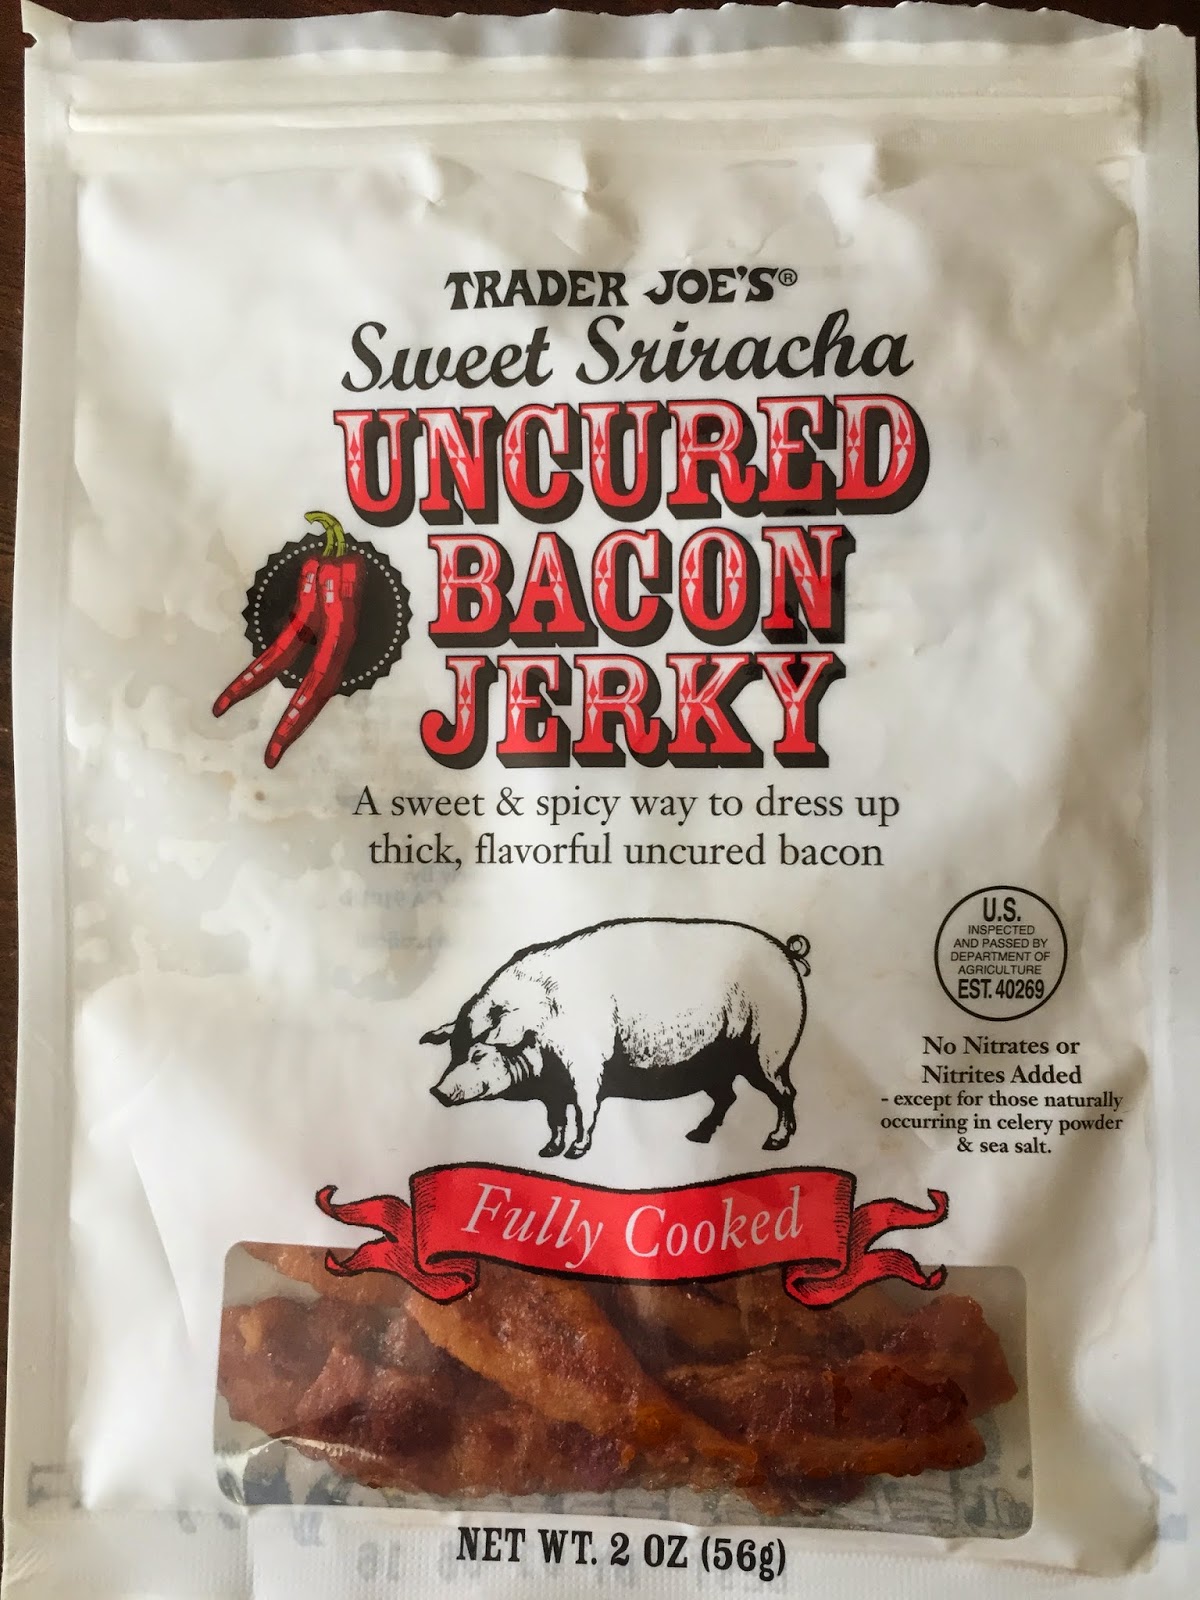 TRADER JOE'S®
Sweet Sriracha
UNCURED
BACON
JERKY
A sweet & spicy way to dress up
thick, flavorful uncured bacon
U.S.
INSPECTED
AND PASSED BY
DEPARTMENT OF
AGRICULTURE
EST. 40269
No Nitrates or
Nitrites Added
- except for those naturally
occurring in celery powder
& sea salt.
Fully Cooked
NET WT. 2 OZ (56g)